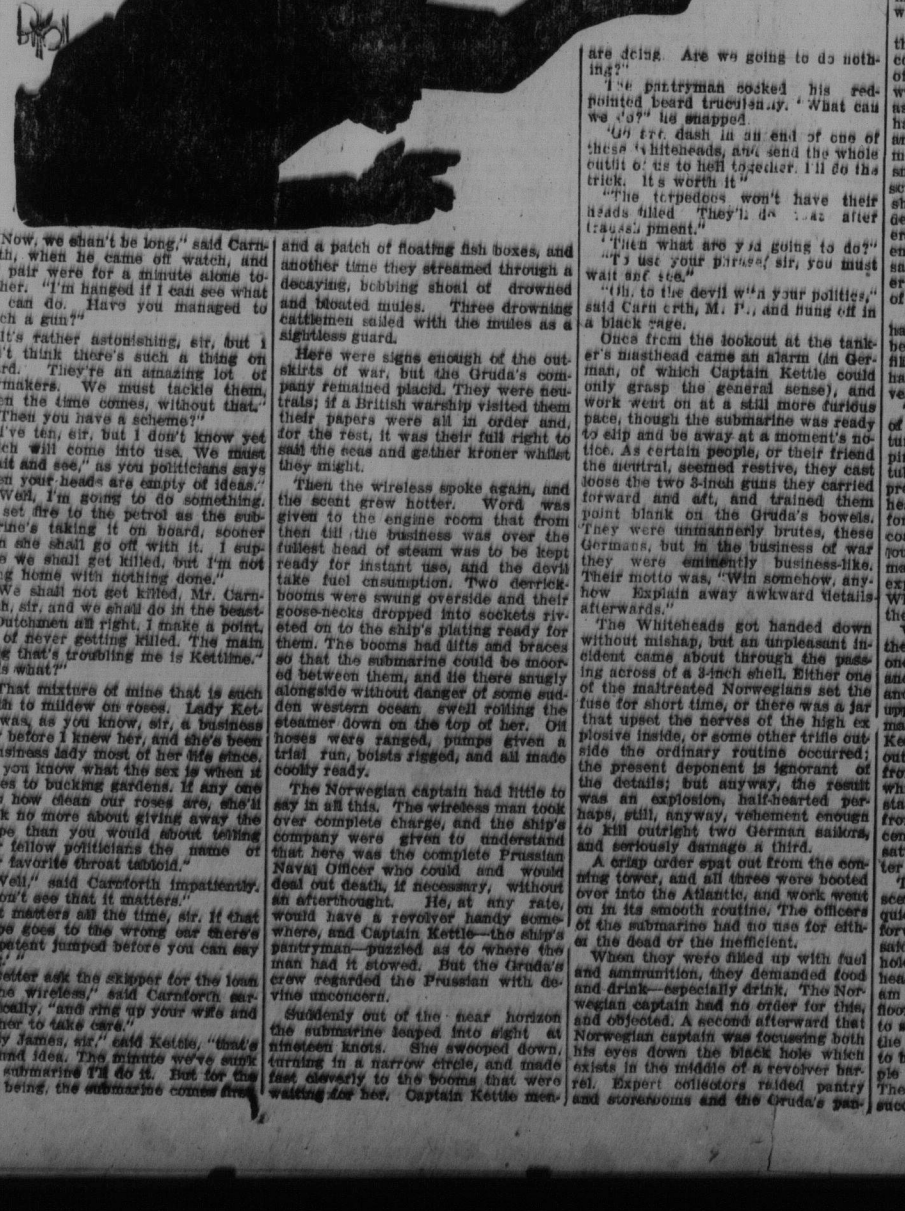 Now, we shan't be long," said Carn-
th, when he came off watch, and
pair were for a minute alone to-
her. "I'm hanged if I can see what
can do. Have you managed to
ch a gun?"
It's rather astonishing, sir, but I
't think there's such a thing on
rd. They're an amazing lot of
makers. We must tackle them,
en the time comes, without that."
Then you have a scheme?"
I've ten, sir, but I don't know yet
ch will come into use. We must
ait and see," as you politicians says
en your heads are empty of ideas."
Well, I'm going to do something.
set fire to the petrol as the sub-
rine's taking it on board, sooner
n she shall go off with it. I sup-
e we shall get killed, but I'm not
g home with nothing done."
We shall not get killed, Mr. Carn-
h, sir, and we shall do in the beast-
Dutchmen all right. I make a point,
of never getting killed. The main
g that's troubling me is Kettline."
s what?"
That mixture of mine that is such
th to mildew on roses. Lady Ket-
was, as you know, sir, a business
before I knew her, and she's been
usiness lady most of her life since.
you know what the sex is when it
es to bucking gardens. If any one
how clean our roses are, she'll
k no more about giving away the
pe than you would about telling
fellow politicians the name of
favorite throat tabloid."
Well," said Carnforth impatiently.
on't see that it matters."
t matters all the time, sir. If that
pe goes to the wrong ear there's
patent jumped before you can say
etter ask the skipper for the loan
he wireless," said Carnforth sar-
ically, "and ring up your wife and
her to take care."
y James, sir," said Kettle, "that's
und idea. The minute we've sunk
submarine I'll do it. But for the
being, the submarine comes first,
and a patch of floating fish boxes, and
another time they streamed through a
decaying, bobbing shoal of drowned
and bloated mules. Three drowning
cattlemen sailed with the mules as a
sightless guard.
Here were signs enough of the out-
skirts of war, but the Gruda's com-
pany remained placid. They were neu-
trals; if a British warship visited them
their papers were all in order and,
for the rest, it was their full right to
sail the seas and gather kroner whilst
they might.
Then the wireless spoke again, and
the scent grew hotter. Word was
given to the engine room that from
then till the business was over the
fullest head of steam was to be kept
ready for instant use, and the devil
take fuel cnsumption. Two derrick-
booms were swung overside and their
goose-necks dropped into sockets riv-
eted on to the ship's plating ready for
them. The booms had lifts and braces
so that the submarine could be moor-
ed between them, and lie there snugly
alongside without danger of some sud-
den western ocean swell rolling the
steamer down on the top of her. Oil
hoses were ranged, pumps given a
trial run, hoists rigged, and all made
coolly ready.
The Norwegian captain had little to
say in all this. The wireless man took
over complete charge, and the ship's
company were given to understand
that here was the complete Prussian
Naval Officer who could and would
deal out death, if necessary, without
an afterthought. He, at any rate,
would have a revolver handy some-
where, and Captain Kettle—the ship's
pantryman—puzzled as to where the
man had it stowed. But the Gruda's
crew regarded the Prussian with de-
vine unconcern.
Suddenly out of the near horizon
the submarine leaped into sight at
nineteen knots. She swooped down,
turning in a narrow circle, and made
fast cleverly to the booms that were
waiting for her. Captain Kettle men-
are doing. Are we going to do noth-
ing?"
The pantryman cocked his red-
pointed beard truculently. "What can
we do?" he snapped.
dash in an end of one of
these Whiteheads, and send the whole
outfit of us to hell together. I'll do the
trick. It's worth it"
"The torpedoes won't have their
heads filled They'll do after
"Then what are you going to do?"
"To use your phrase, sir, you must
wait and see."
"Oh, to the devil with your politics,"
said Carnforth, M. P., and flung off in
a black rage.
Once from the lookout at the tank-
er's masthead came an alarm (in Ger-
man, of which Captain Kettle could
only grasp the general sense), and
work went on at a still more furious
pace, though the submarine was ready
to slip and be away at a moment's no-
tice. As certain people, or their friend
the neutral, seemed restive, they cast
loose the two 3-inch guns they carried
forward and aft, and trained them
point blank on the Gruda's bowels.
They were unmannerly brutes, these
Germans, but in the business of war
they were eminently business-like.
Their motto was, "Win somehow, any-
how Explain away awkward details
afterwards."
The Whiteheads got handed down
without mishap, but an unpleasant in-
cident came about through the pass-
ing across of a 3-inch shell. Either one
of the maltreated Norwegians set the
fuse for short time, or there was a jar
that upset the nerves of the high ex
plosive inside, or some other trifle out-
side the ordinary routine occurred;
the present deponent is ignorant of
the details; but anyway, the result
was an explosion, half-hearted per-
haps, still, anyway, vehement enough
to kill outright two German sailors,
and seriously damage a third.
A crisp order spat out from the con-
ning tower, and all three were booted
over into the Atlantic, and work went
on in its smooth routine. The officers
of the submarine had no use for eith-
er the dead or the inefficient.
When they were filled up with fuel
and ammunition, they demanded food
and drink—especially drink. The Nor-
wegian captain had no order for this,
and objected. A second afterward that
Norwegian captain was focussing both
his eyes down the black hole which
exists in the middle of a revolver bar-
rel. Expert collectors raided pantry
and storerooms and the Gruda's pan-